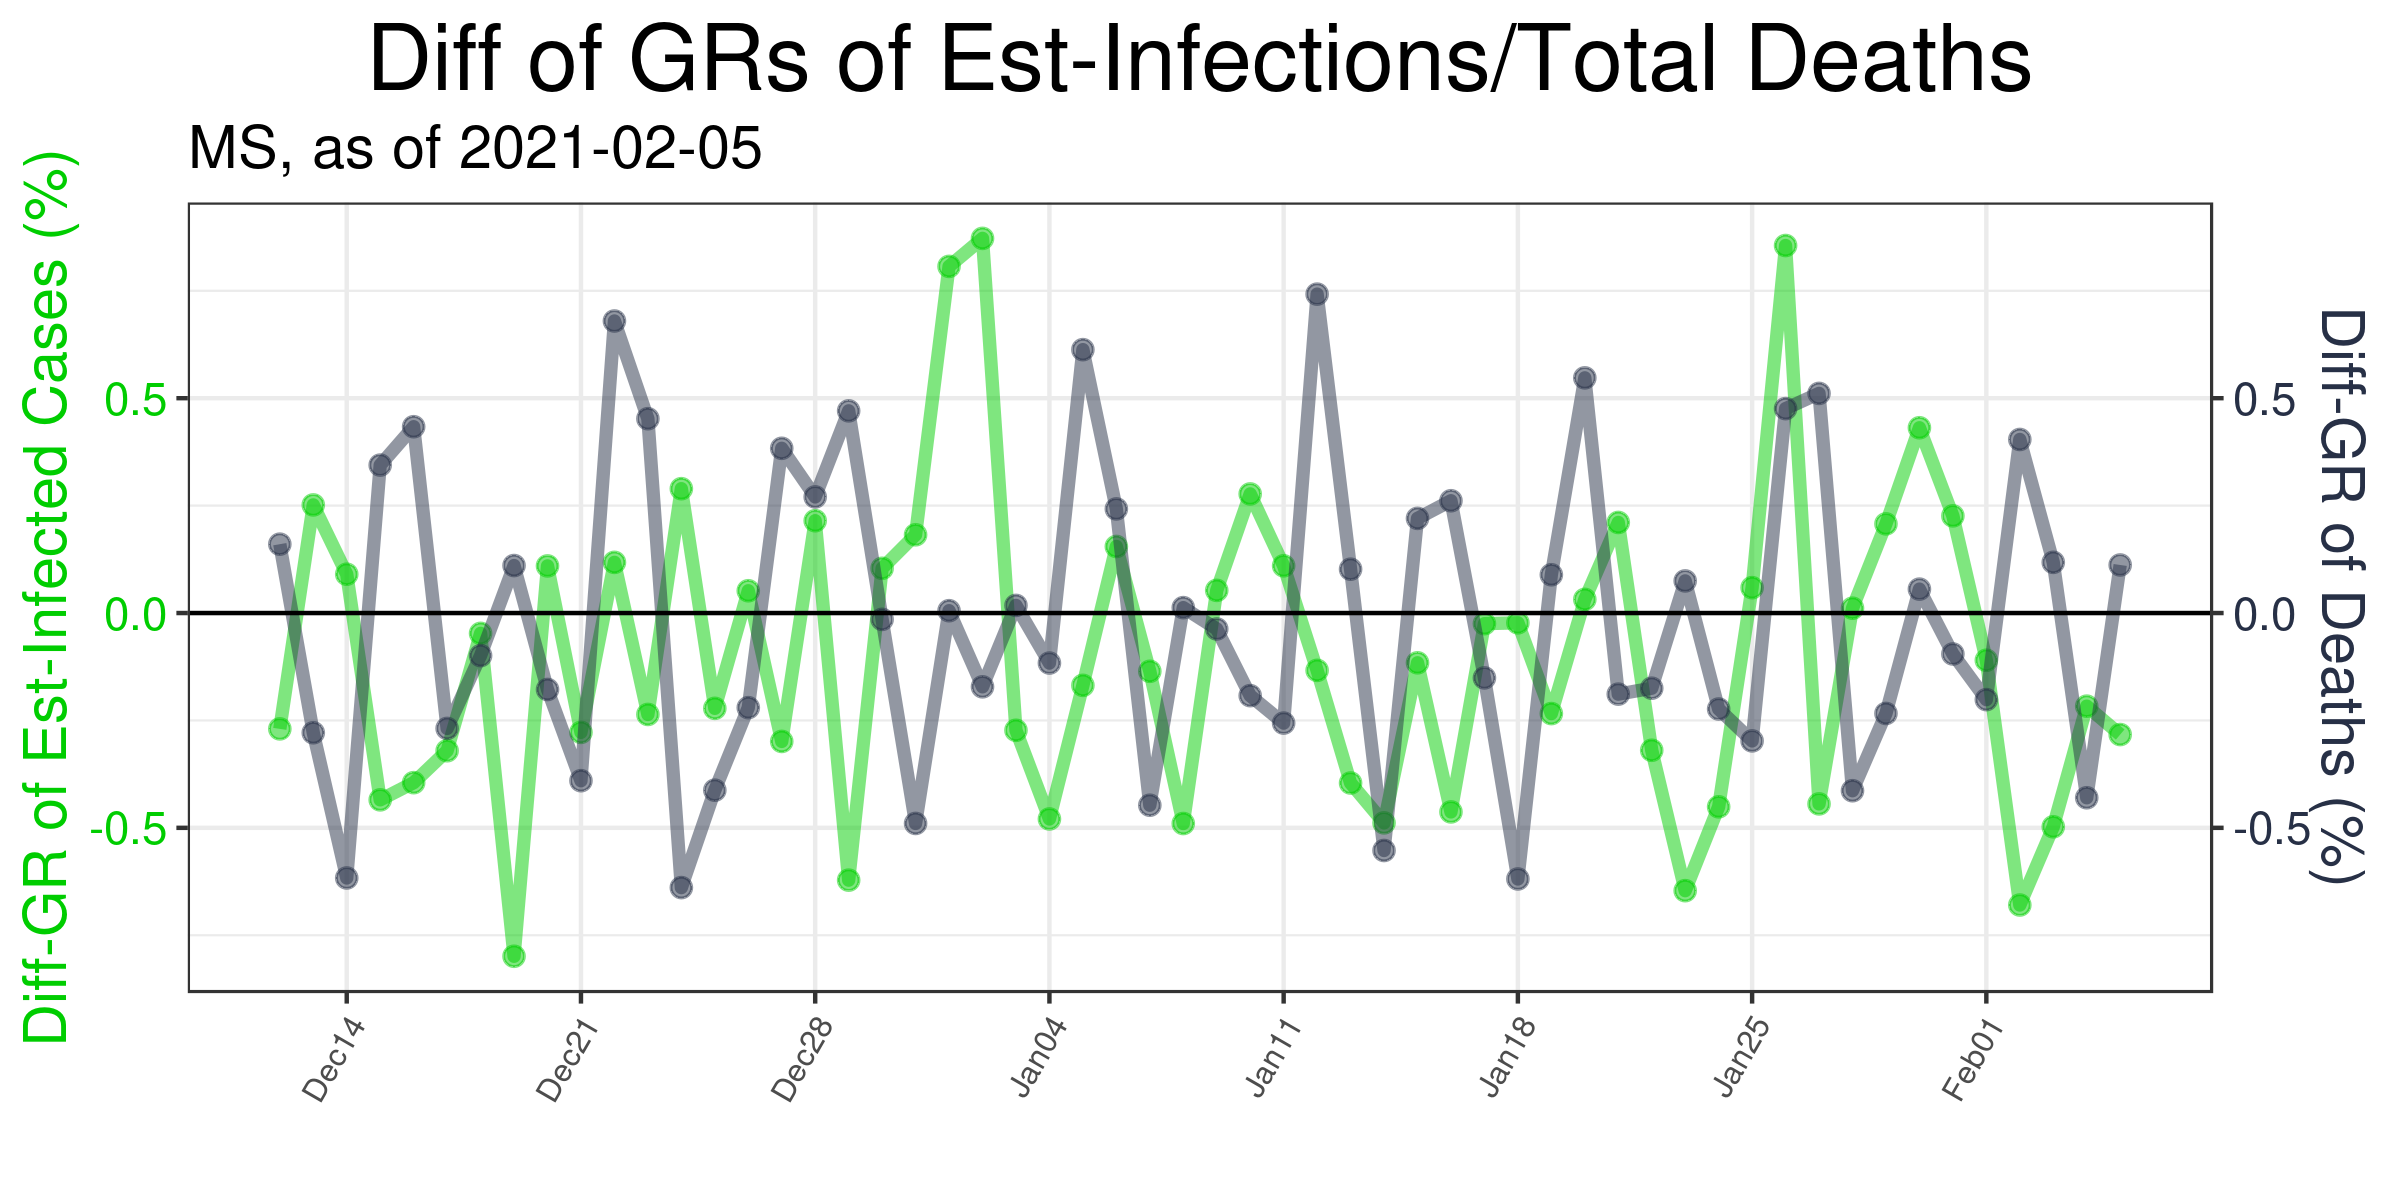 Diff of GRs of Est-Infections/Total Deaths
MS, as of 2021-02-05
Diff-GR of Est-Infected Cases (%)
0.5
0.0
-0.5
0.5
0.0
-0.5
Diff-GR of Deaths (%)
Dec14
Dec21
Dec28
Jan04
Jan11
Jan18
Jan25
Feb01